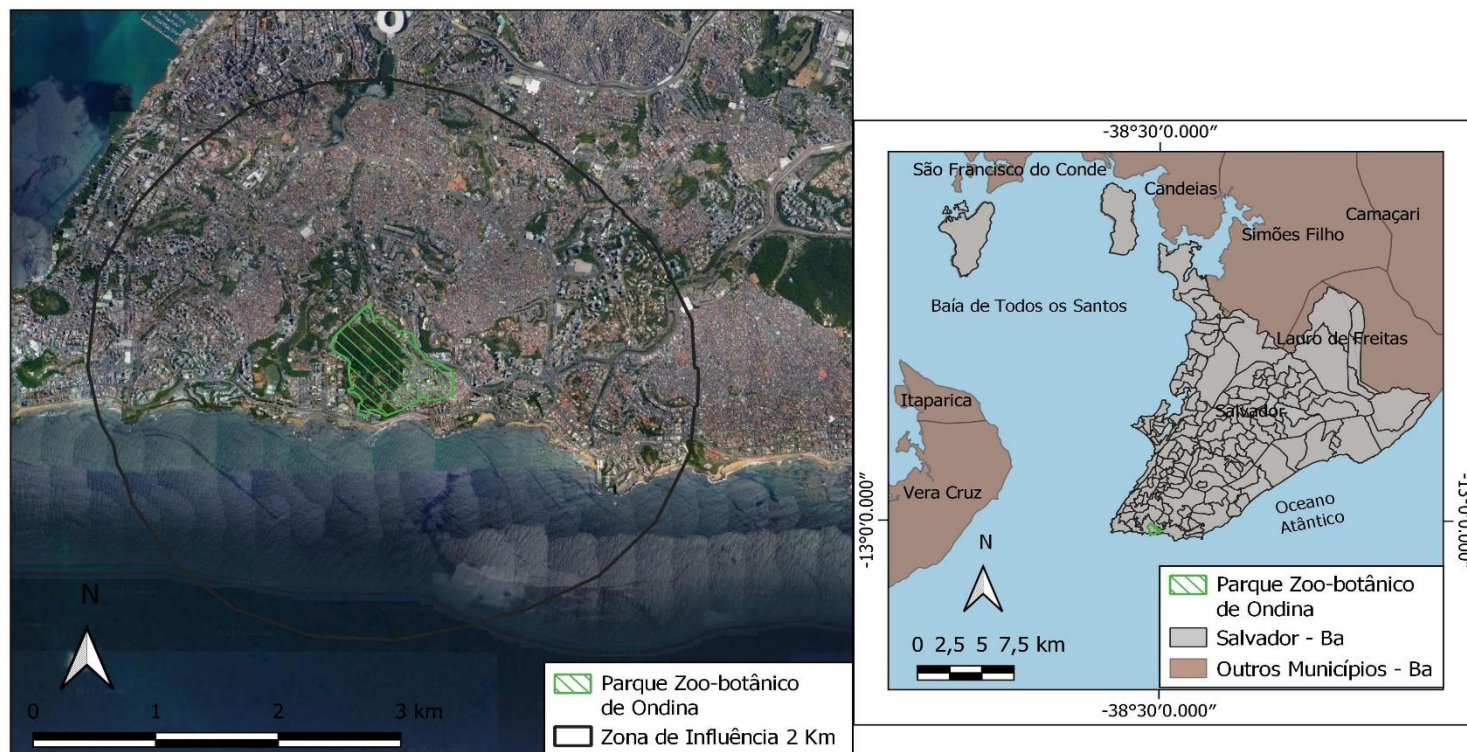 N
0 1 2 3 km
Parque Zoo-botânico
de Ondina
Zona de Influência 2 Km
-38°30′0.000″
São Francisco do Conde
Candeias
Camaçari
Simões Filho
Baía de Todos os Santos
Lauro de Freitas
Itaparica
Salvador
Vera Cruz
Oceano
Atântico
-13°0′0.000″
-13°0′0.000″
N
0 2,5 5 7,5 km
Parque Zoo-botânico
de Ondina
Salvador - Ba
Outros Municípios - Ba
-38°30′0.000″